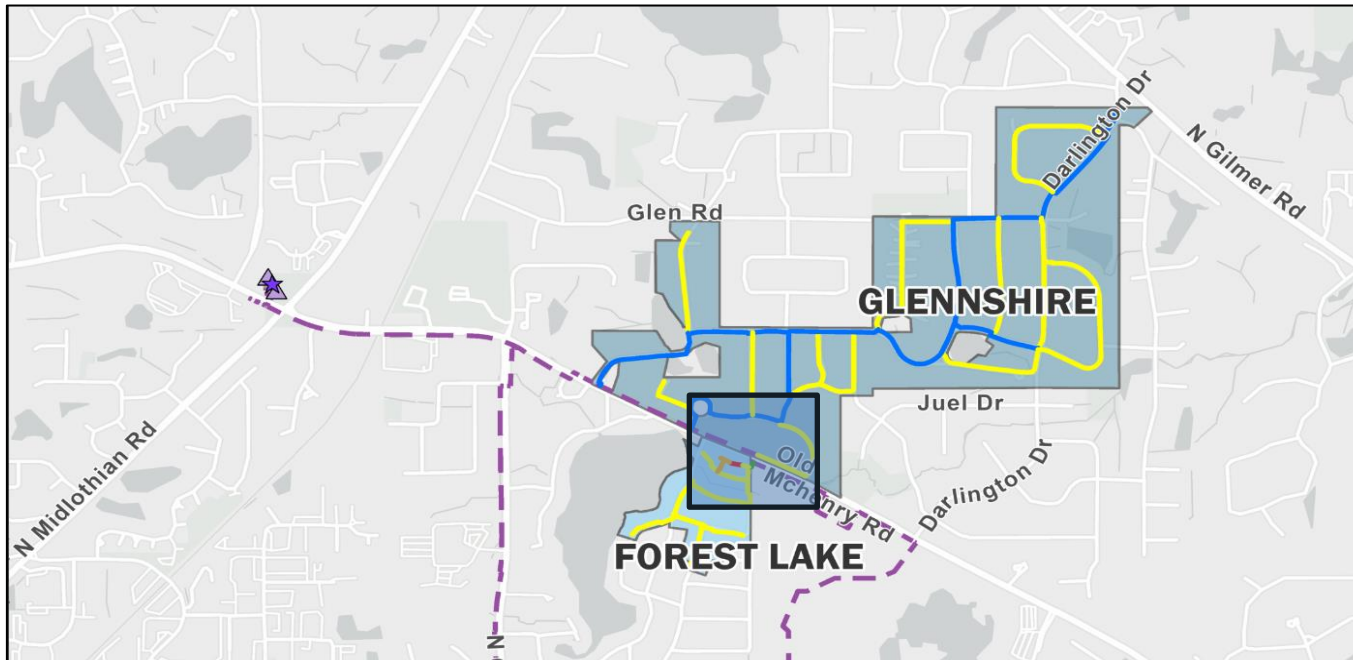 Darlington Dr
N Gilmer Rd
Glen Rd
GLENNSHIRE
Juel Dr
Old
Mchenry Rd
Darlington Dr
N Midlothian Rd
FOREST LAKE
N